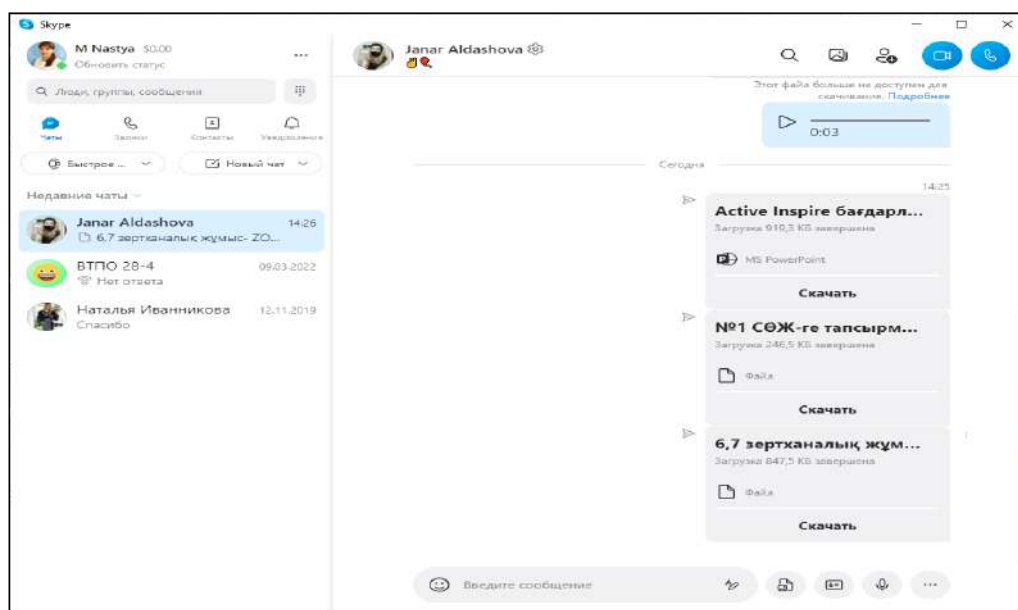 Skype
M Nastya $0.00
Обновить статус
Люди, группы, сообщения
Чаты Звонки Контакты Уведомления
Быстрое ... Новый чат
Недавние чаты
Janar Aldashova 14:26
6,7 зертханалық жұмыс- ZO...
ВТПО 28-4 09.03.2022
Нет ответа
Наталья Иванникова 12.11.2019
Спасибо
Janar Aldashova
Этот файл больше не доступен для
скачивания. Подробнее
0:03
Сегодня
14:25
Active Inspire бағдарл...
Загрузка 919,3 КБ завершена
MS PowerPoint
Скачать
№1 СӨЖ-ге тапсырм...
Загрузка 246,5 КБ завершена
Файл
Скачать
6,7 зертханалық жұм...
Загрузка 847,5 КБ завершена
Файл
Скачать
Введите сообщение